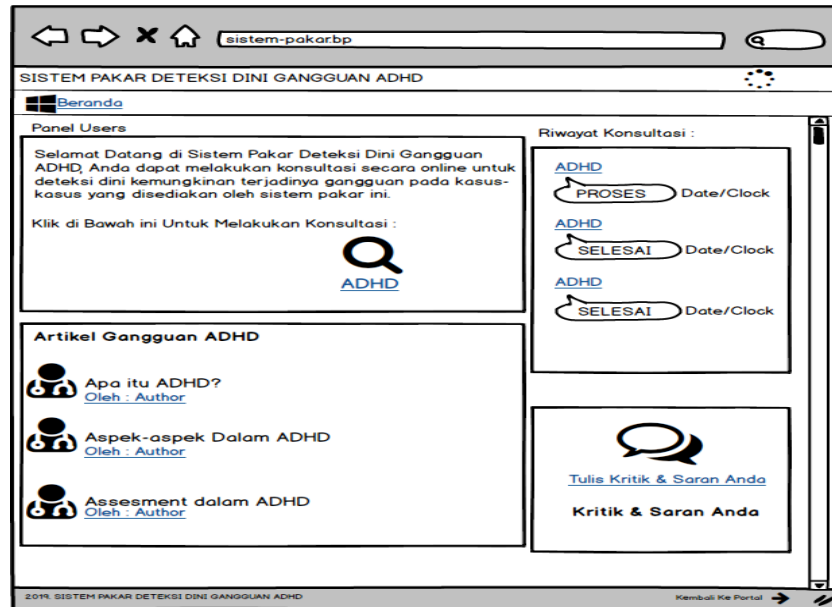 sistem-pakar.bp
SISTEM PAKAR DETEKSI DINI GANGGUAN ADHD
Beranda
Panel Users
Selamat Datang di Sistem Pakar Deteksi Dini Gangguan
ADHD, Anda dapat melakukan konsultasi secara online untuk
deteksi dini kemungkinan terjadinya gangguan pada kasus-
kasus yang disediakan oleh sistem pakar ini.
Klik di Bawah ini Untuk Melakukan Konsultasi :
ADHD
Riwayat Konsultasi :
ADHD
PROSES Date/Clock
ADHD
SELESAI Date/Clock
ADHD
SELESAI Date/Clock
Artikel Gangguan ADHD
Apa itu ADHD?
Oleh : Author
Aspek-aspek Dalam ADHD
Oleh : Author
Assesment dalam ADHD
Oleh : Author
Tulis Kritik & Saran Anda
Kritik & Saran Anda
2019. SISTEM PAKAR DETEKSI DINI GANGGUAN ADHD
Kembali Ke Portal